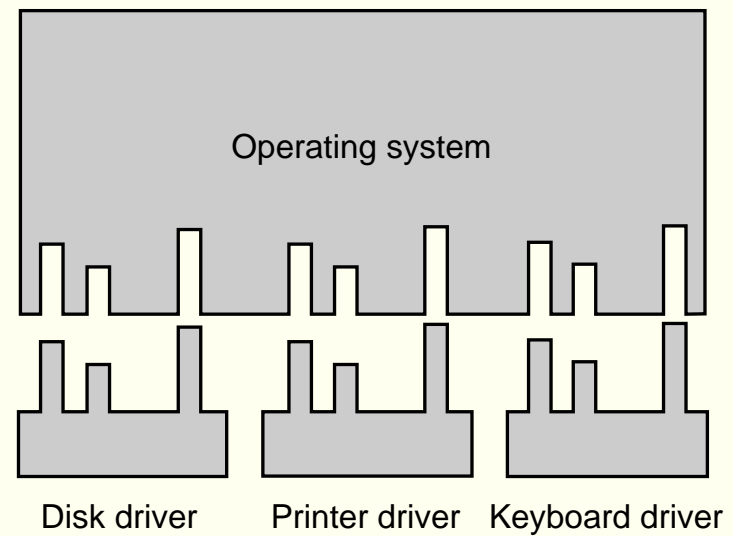 Operating system
Disk driver
Printer driver
Keyboard driver